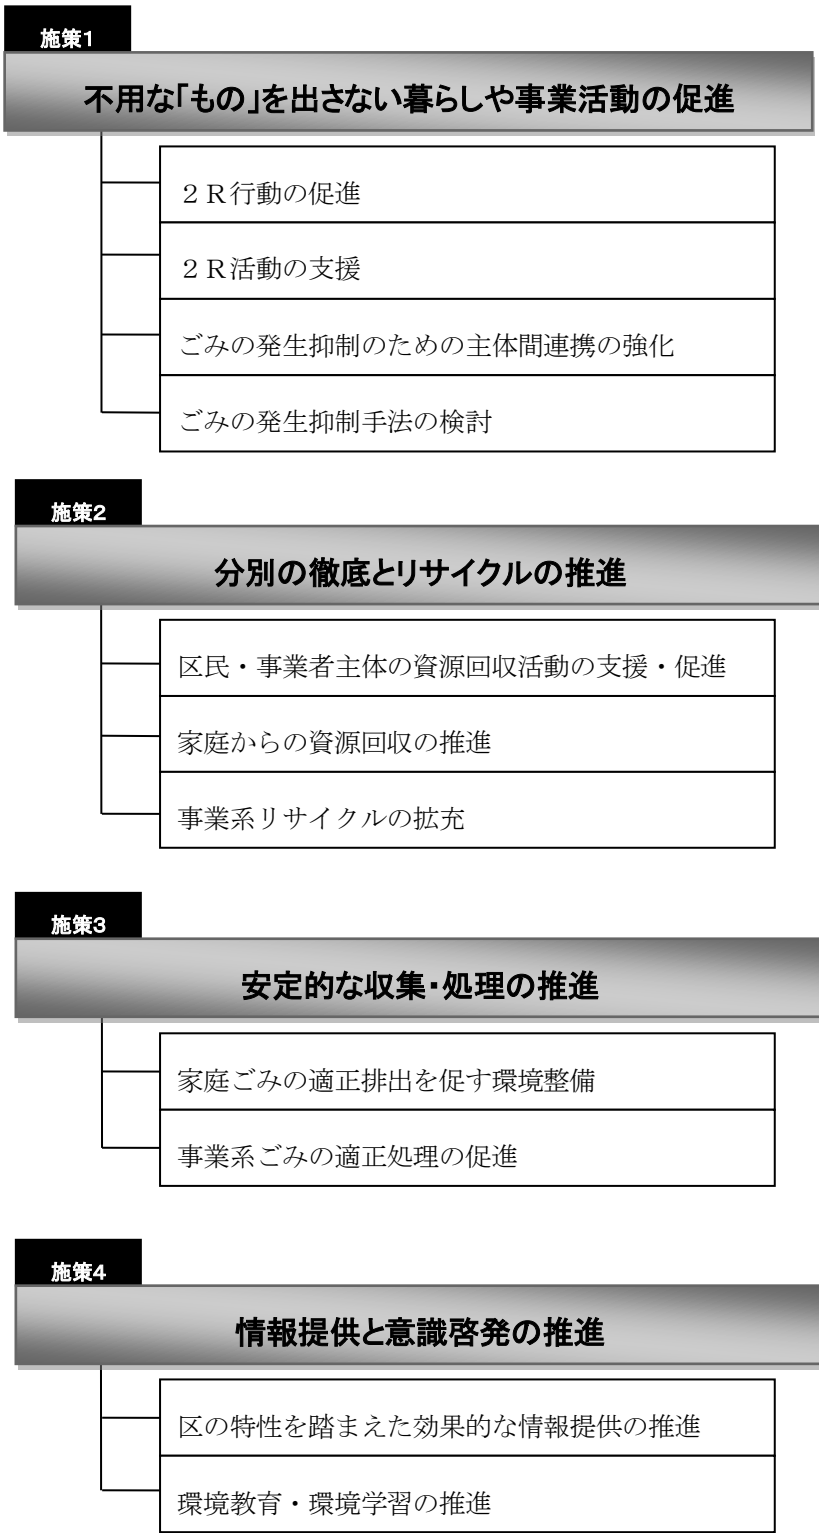 施策1
不用な｢もの｣を出さない暮らしや事業活動の促進
２Ｒ行動の促進
２Ｒ活動の支援
ごみの発生抑制のための主体間連携の強化
ごみの発生抑制手法の検討
施策2
分別の徹底とリサイクルの推進
区民・事業者主体の資源回収活動の支援・促進
家庭からの資源回収の推進
事業系リサイクルの拡充
施策3
安定的な収集・処理の推進
家庭ごみの適正排出を促す環境整備
事業系ごみの適正処理の促進
施策4
情報提供と意識啓発の推進
区の特性を踏まえた効果的な情報提供の推進
環境教育・環境学習の推進